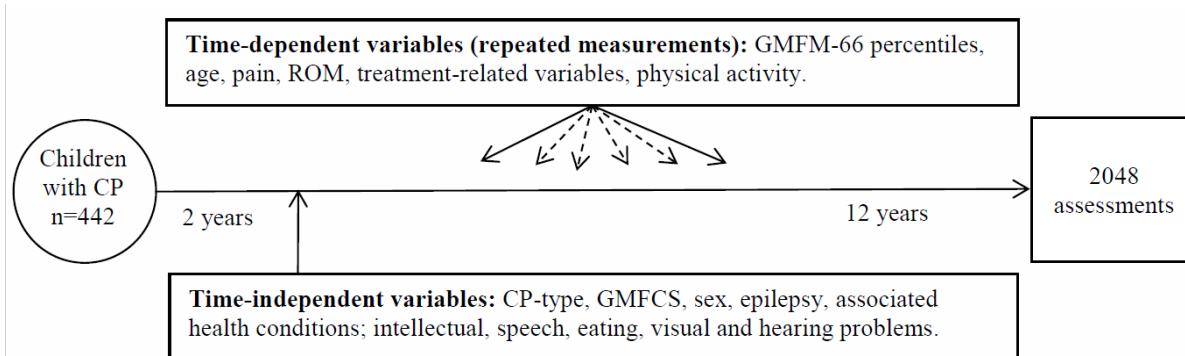 Time-dependent variables (repeated measurements): GMFM-66 percentiles,
age, pain, ROM, treatment-related variables, physical activity.
Children
with CP
n=442
2 years
12 years
2048
assessments
Time-independent variables: CP-type, GMFCS, sex, epilepsy, associated
health conditions; intellectual, speech, eating, visual and hearing problems.